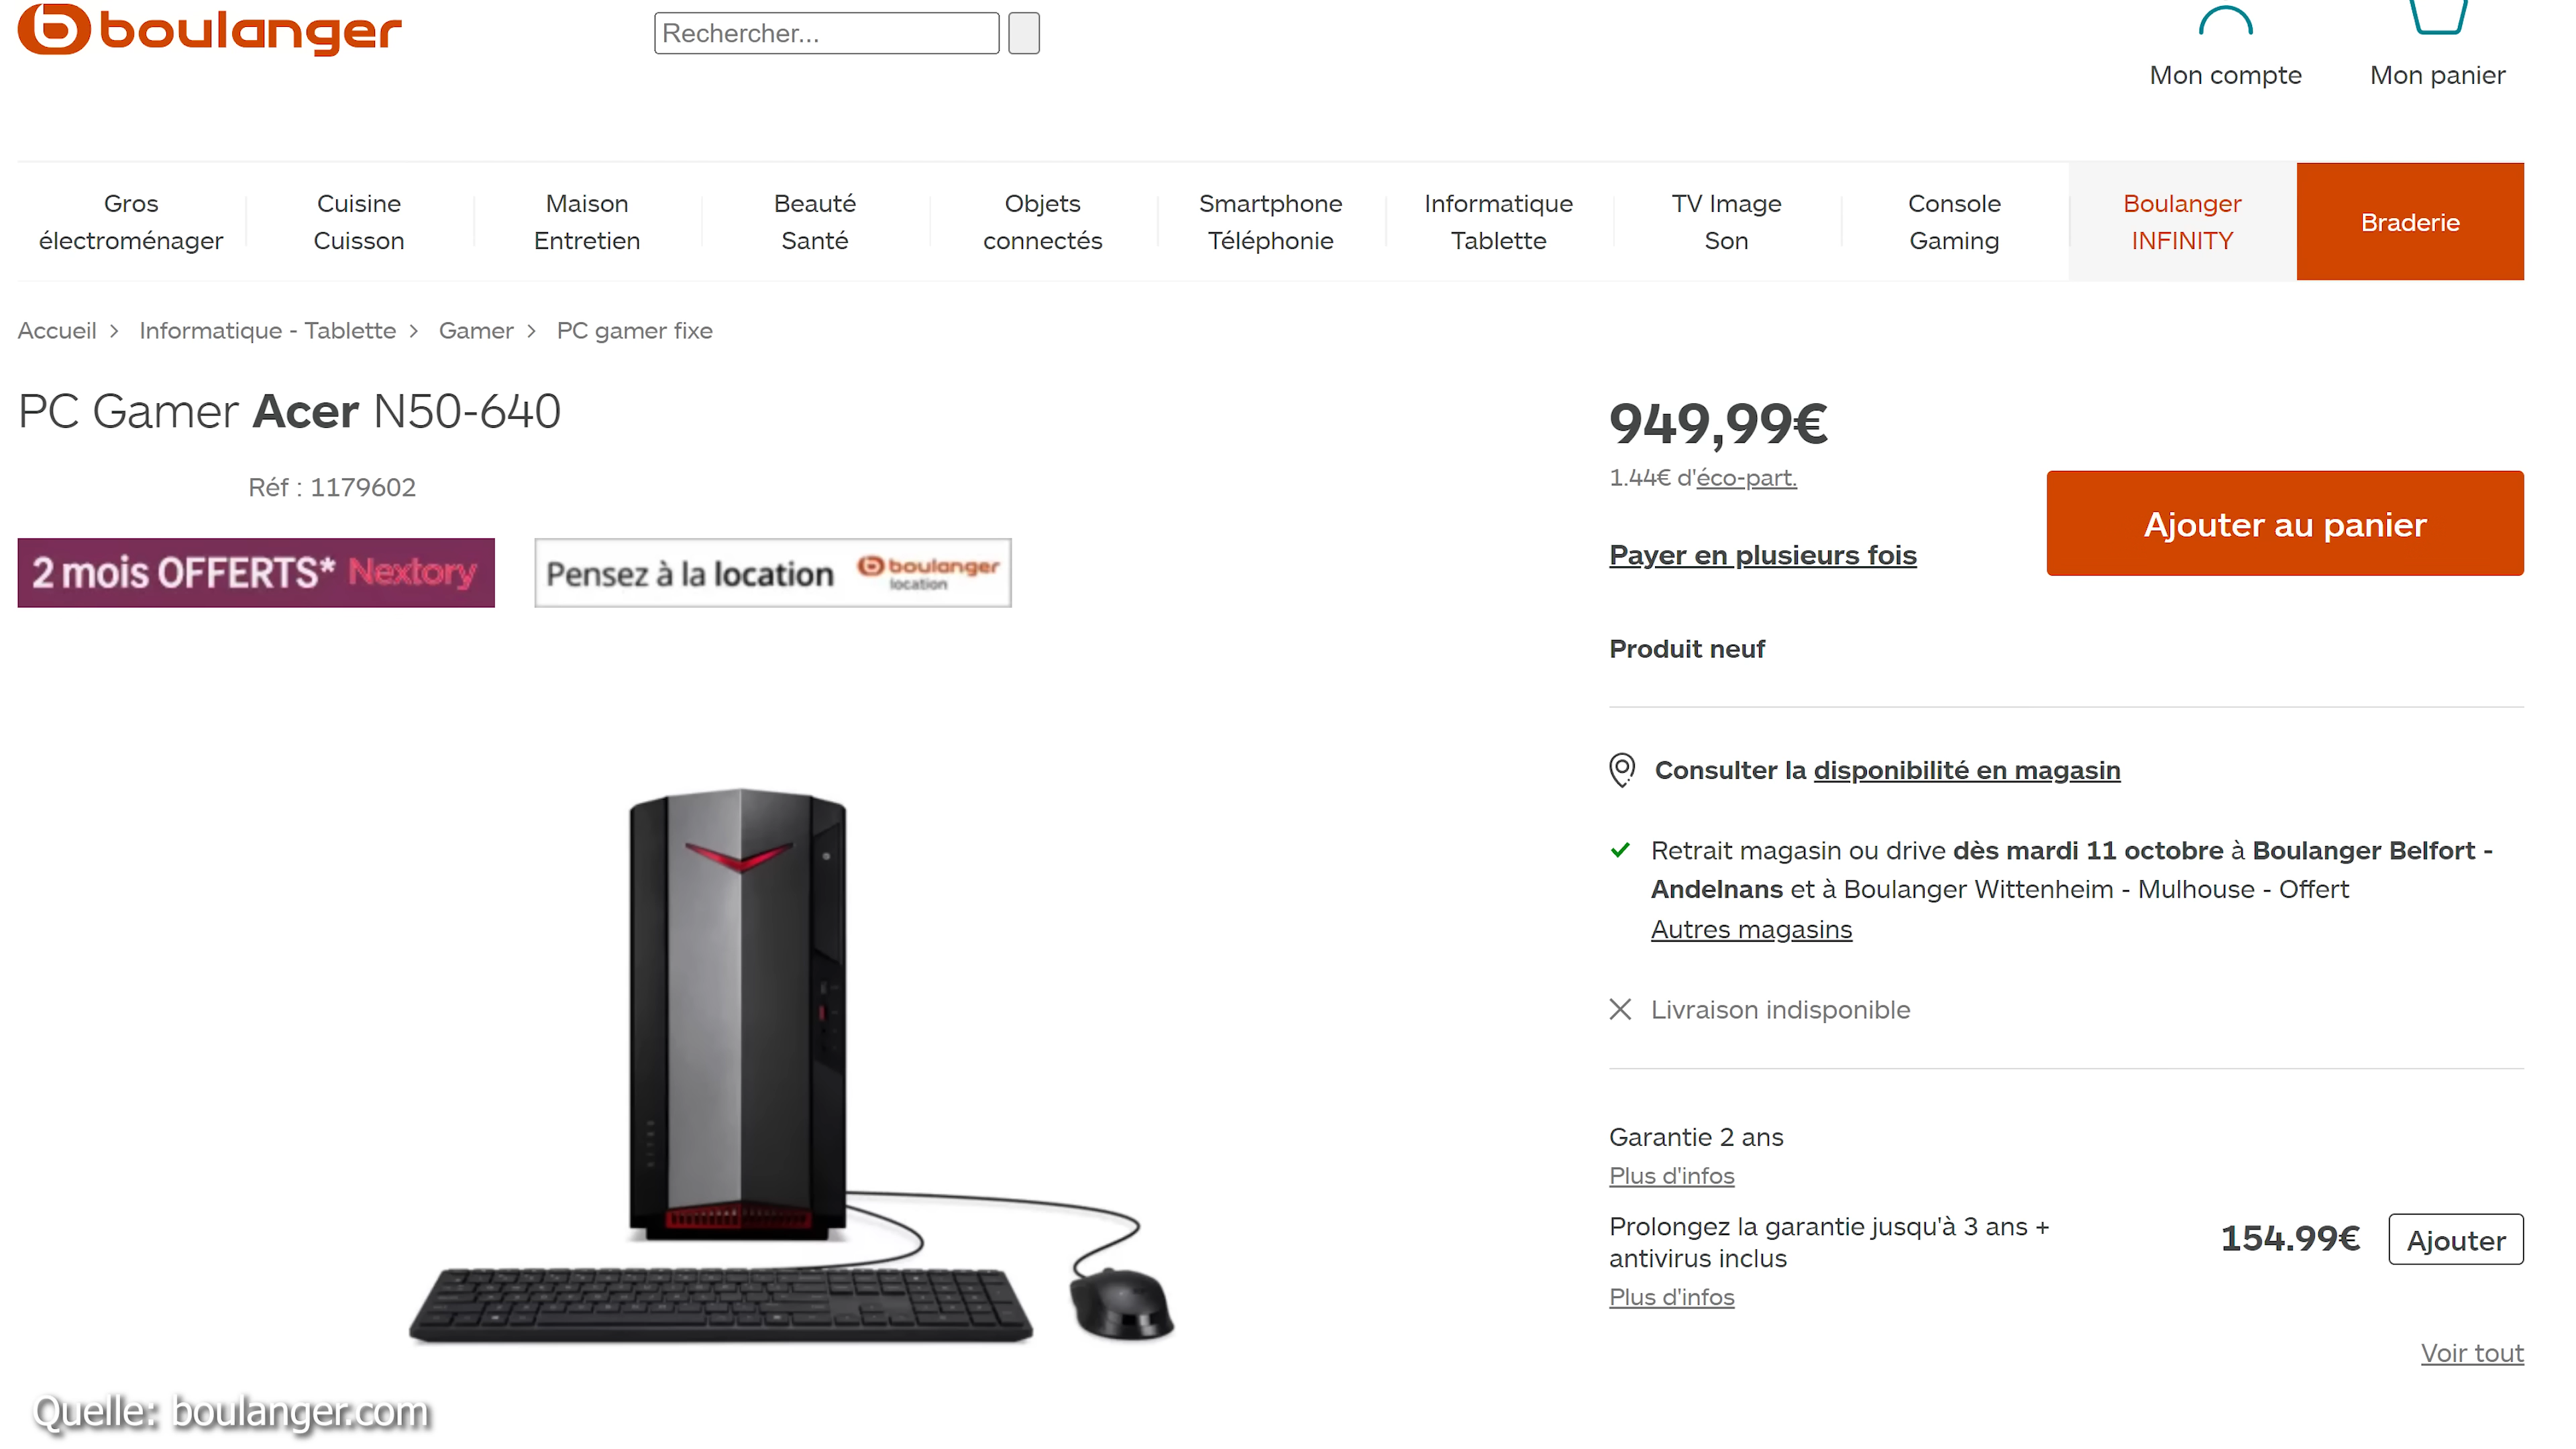 boulanger
Rechercher...
Mon compte
Mon panier
Gros
électroménager
Cuisine
Cuisson
Maison
Entretien
Beauté
Santé
Objets
connectés
Smartphone
Téléphonie
Informatique
Tablette
TV Image
Son
Console
Gaming
Boulanger
INFINITY
Braderie
Accueil > Informatique - Tablette > Gamer > PC gamer fixe
PC Gamer Acer N50-640
Réf : 1179602
2 mois OFFERTS* Nextory
Pensez à la location boulanger
location
949,99€
1.44€ d'éco-part.
Ajouter au panier
Payer en plusieurs fois
Produit neuf
Consulter la disponibilité en magasin
Retrait magasin ou drive dès mardi 11 octobre à Boulanger Belfort -
Andelnans et à Boulanger Wittenheim - Mulhouse - Offert
Autres magasins
Livraison indisponible
Garantie 2 ans
Plus d'infos
Prolongez la garantie jusqu'à 3 ans +
antivirus inclus
154.99€
Ajouter
Plus d'infos
Voir tout
Quelle: boulanger.com